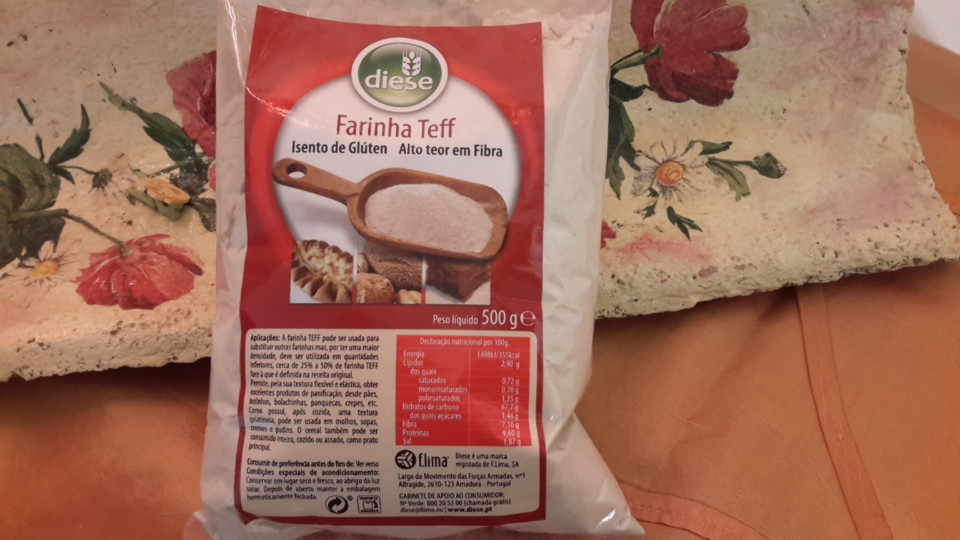 diese
Farinha Teff
Isento de Glúten Alto teor em Fibra
Peso líquido 500 g e
Aplicações: A farinha TEFF pode ser usada para
substituir outras farinhas mas, por ter uma maior
densidade, deve ser utilizada em quantidades
inferiores, cerca de 25% a 50% de farinha TEFF
face à que é definida na receita original.
Permite, pela sua textura flexível e elástica, obter
excelentes produtos de panificação, desde pães,
bolinhos, bolachinhas, panquecas, crepes, etc.
Como possui, após cozida, uma textura
gelatinosa, pode ser usada em molhos, sopas,
cremes e pudins. O cereal também pode ser
consumido inteiro, cozido ou assado, como prato
principal.
Consumir de preferência antes do fim de: Ver verso
Condições especiais de acondicionamento:
Conservar em lugar seco e fresco, ao abrigo da luz
solar. Depois de aberto manter a embalagem
hermeticamente fechada.
Declaração nutricional por 100g
Energia 1498kJ/355kcal
Lípidos 2,90 g
dos quais
saturados 0,72 g
monoinsaturados 0,70 g
polinsaturados 1,35 g
Hidratos de carbono 67,7 g
dos quais açúcares 1,44 g
Fibra 7,10 g
Proteínas 9,60 g
Sal 1,87 g
f.lima Diese é uma marca
registada de F.Lima, SA
Largo do Movimento das Forças Armadas, nº1
Alfragide, 2610-123 Amadora - Portugal
GABINETE DE APOIO AO CONSUMIDOR:
Nº Verde: 800 20 53 00 (chamada grátis)
diese@flima.eu | www.diese.pt